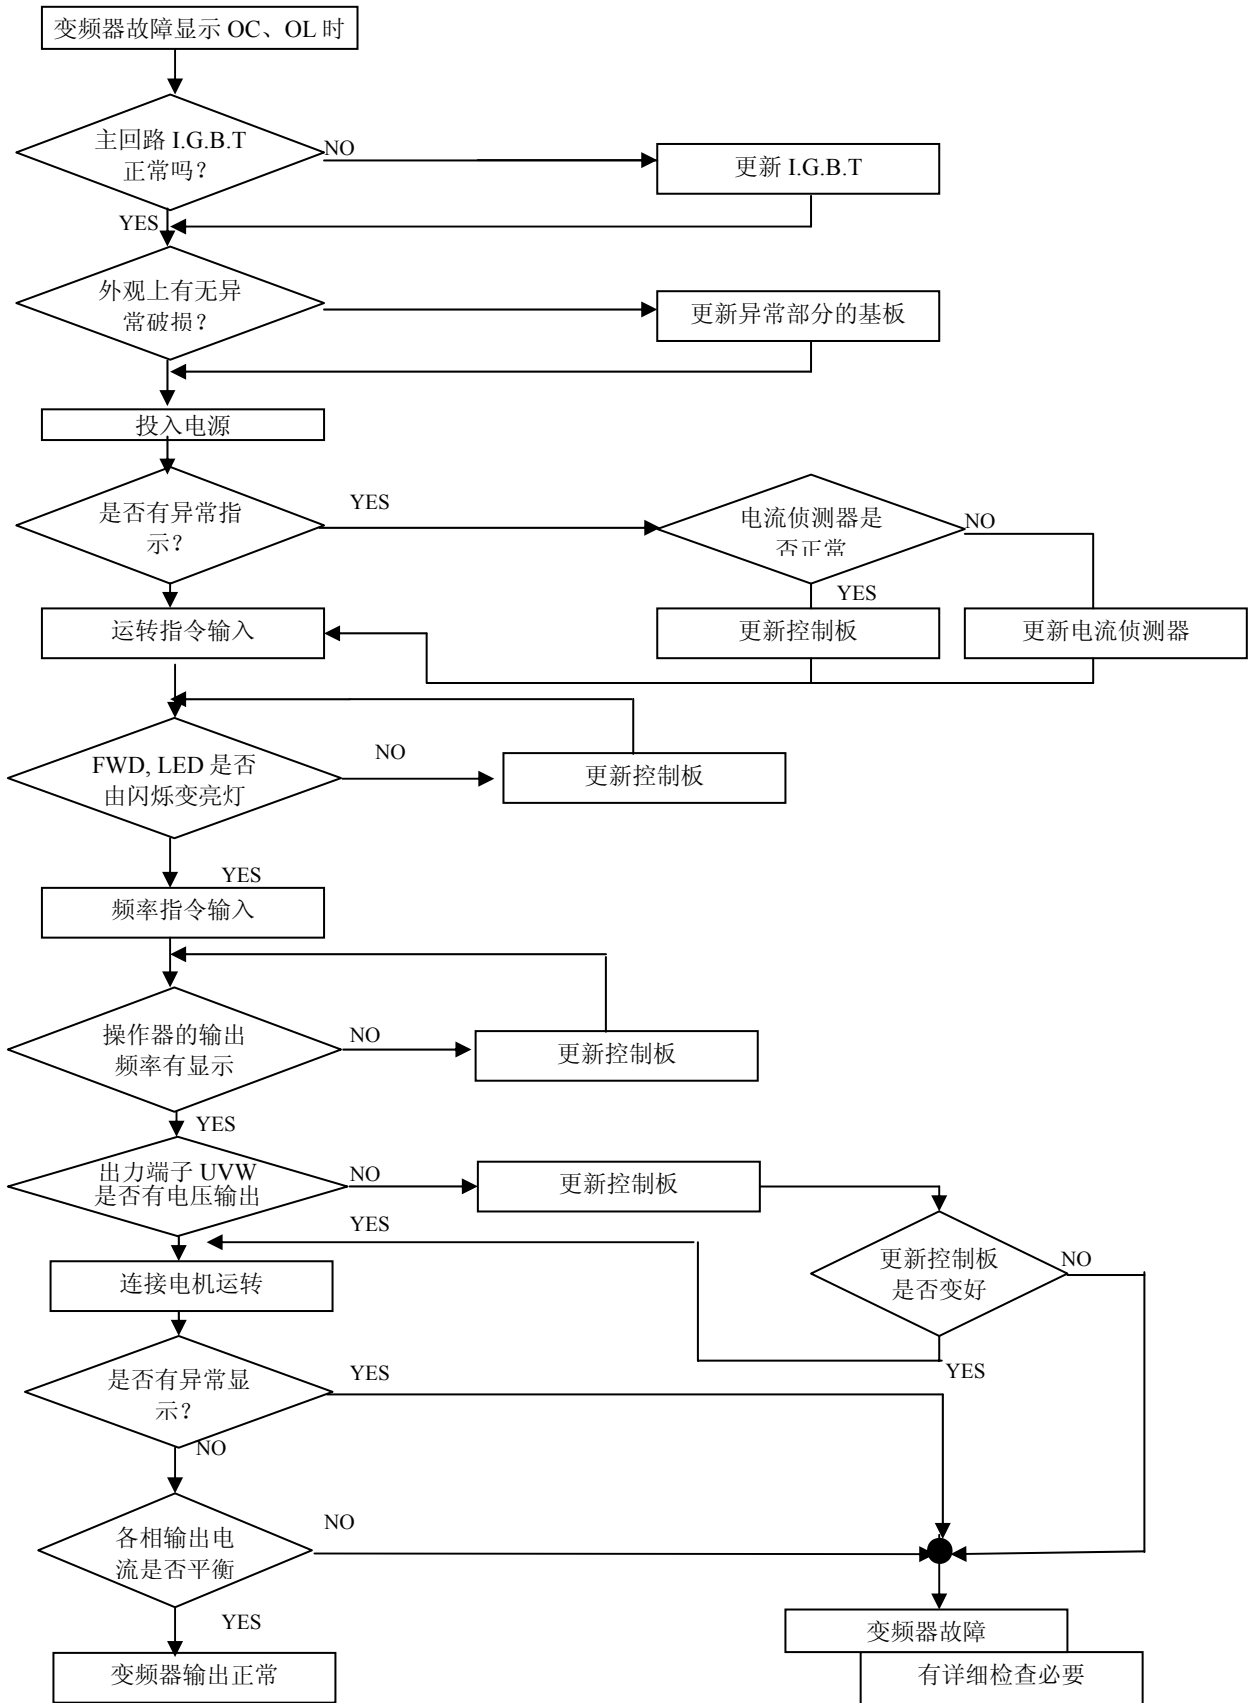 变频器故障显示 OC、OL 时
主回路 I.G.B.T
正常吗？
NO
更新 I.G.B.T
YES
外观上有无异
常破损？
更新异常部分的基板
投入电源
是否有异常指
示？
YES
电流侦测器是
否正常
NO
YES
运转指令输入
更新控制板
更新电流侦测器
FWD, LED 是否
由闪烁变亮灯
NO
更新控制板
YES
频率指令输入
操作器的输出
频率有显示
NO
更新控制板
YES
出力端子 UVW
是否有电压输出
NO
更新控制板
YES
更新控制板
是否变好
NO
连接电机运转
YES
是否有异常显
示？
YES
NO
各相输出电
流是否平衡
NO
YES
变频器故障
变频器输出正常
有详细检查必要